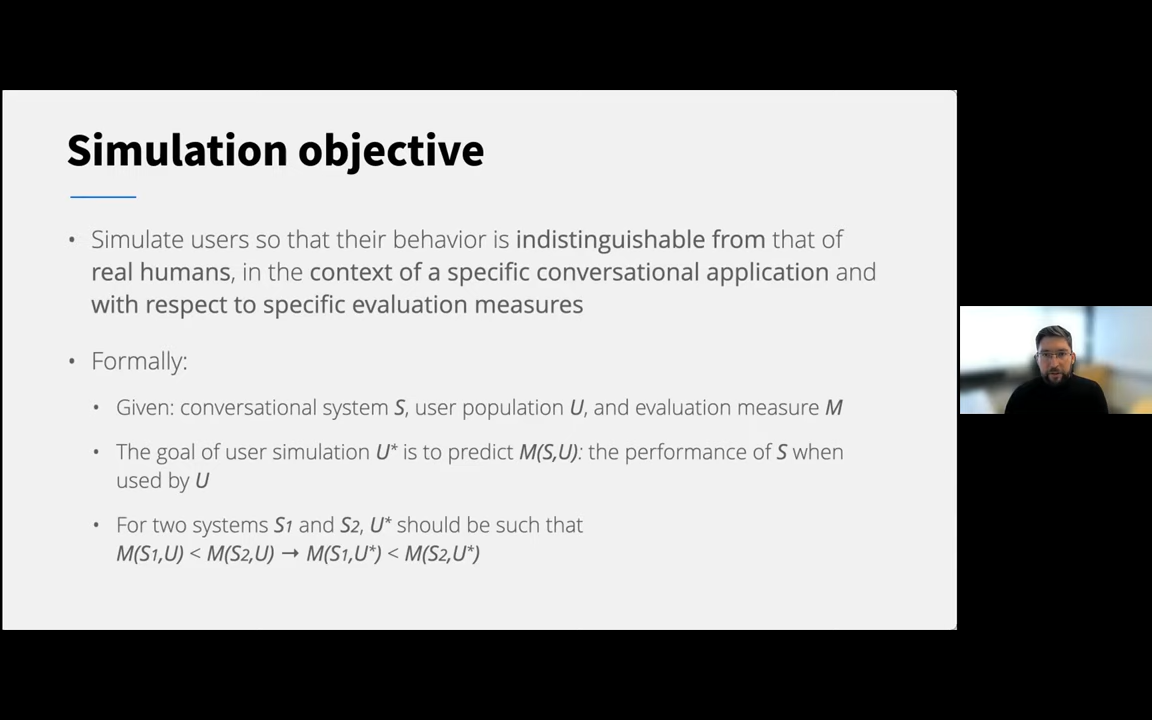 Simulation objective
• Simulate users so that their behavior is indistinguishable from that of
real humans, in the context of a specific conversational application and
with respect to specific evaluation measures
• Formally:
• Given: conversational system S, user population U, and evaluation measure M
• The goal of user simulation U* is to predict M(S,U): the performance of S when
used by U
• For two systems S1 and S2, U* should be such that
M(S1,U) < M(S2,U) → M(S1,U*) < M(S2,U*)